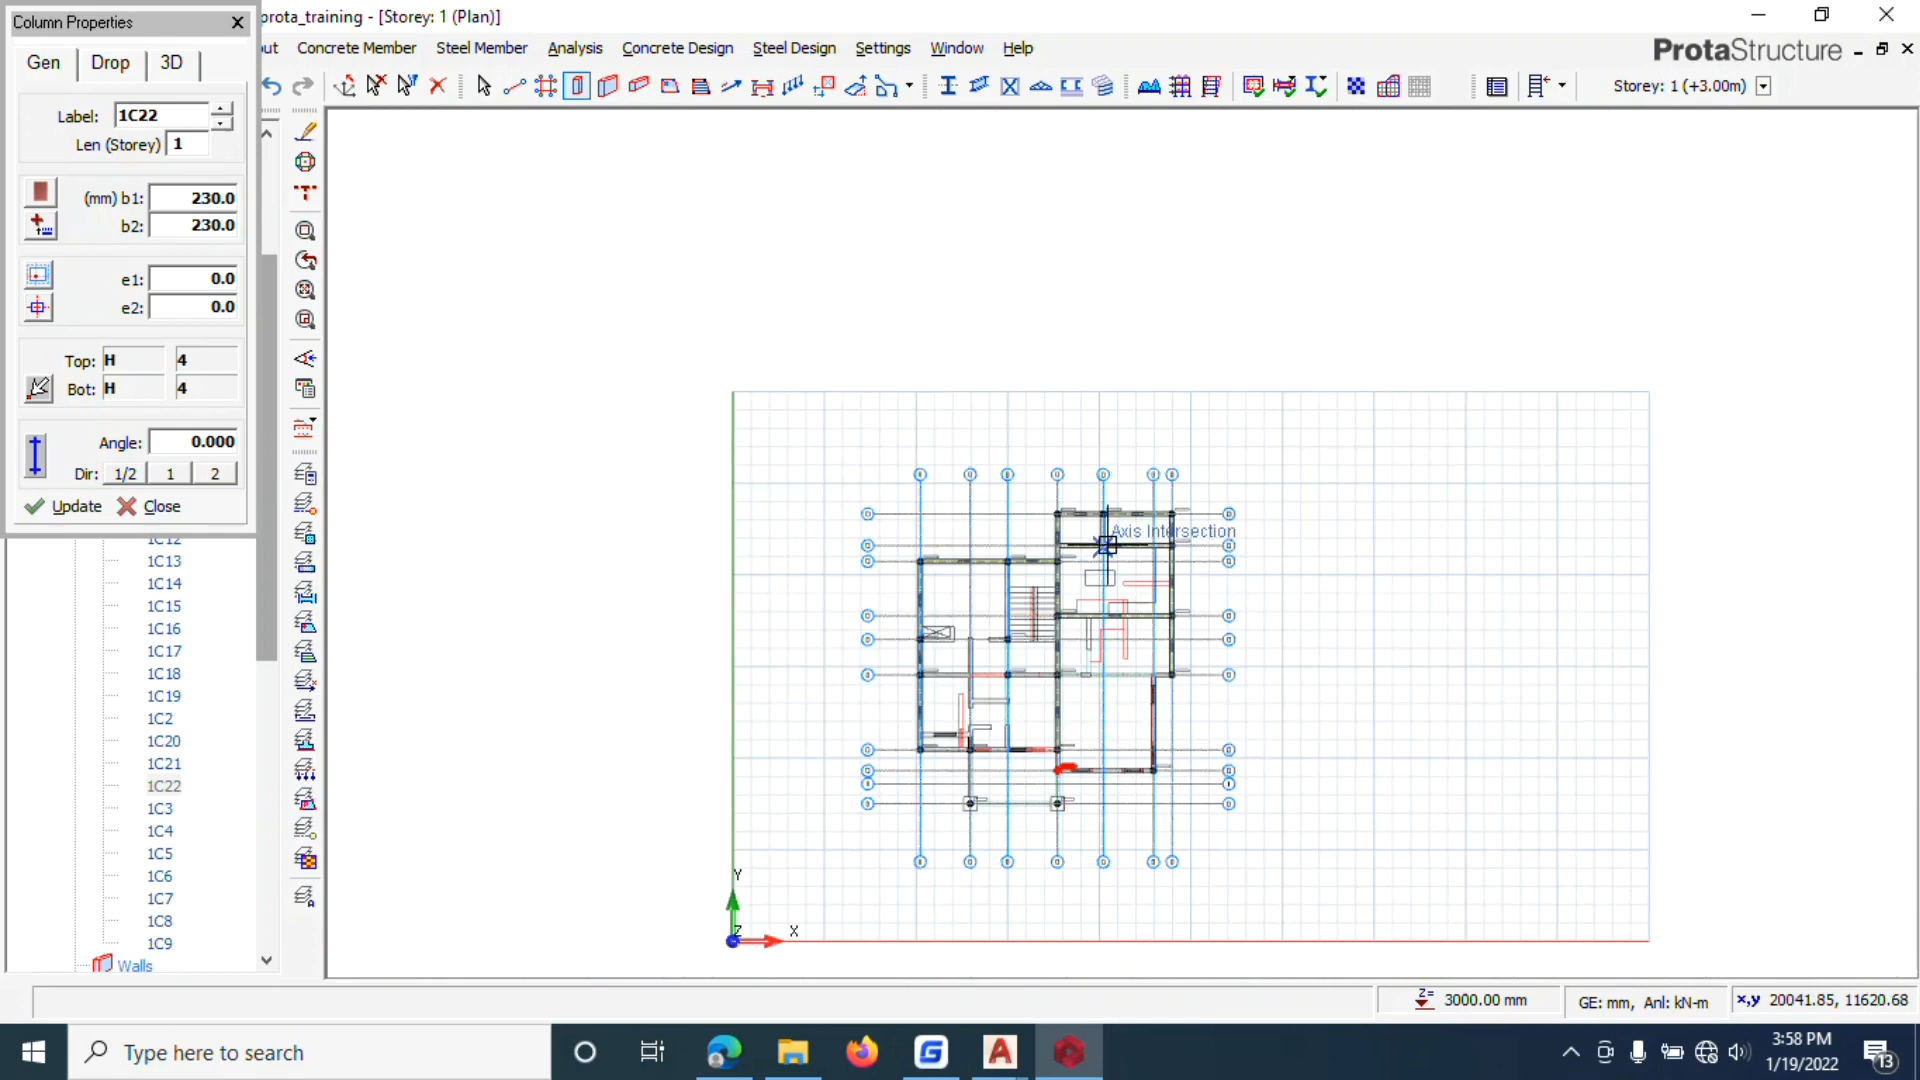 Column Properties
prota_training - [Storey: 1 (Plan)]
Gen
Drop
3D
Label: 1C22
Len (Storey) 1
(mm) b1: 230.0
b2: 230.0
e1: 0.0
e2: 0.0
Top: H 4
Bot: H 4
Angle: 0.000
Dir: 1/2 1 2
Update
Close
ut
Concrete Member
Steel Member
Analysis
Concrete Design
Steel Design
Settings
Window
Help
ProtaStructure
Storey: 1 (+3.00m)
1C12
1C13
1C14
1C15
1C16
1C17
1C18
1C19
1C2
1C20
1C21
1C22
1C3
1C4
1C5
1C6
1C7
1C8
1C9
Walls
Axis Intersection
Y
Z
X
Z=
3000.00 mm
GE: mm, Anl: kN-m
x,y 20041.85, 11620.68
Type here to search
3:58 PM
1/19/2022
13